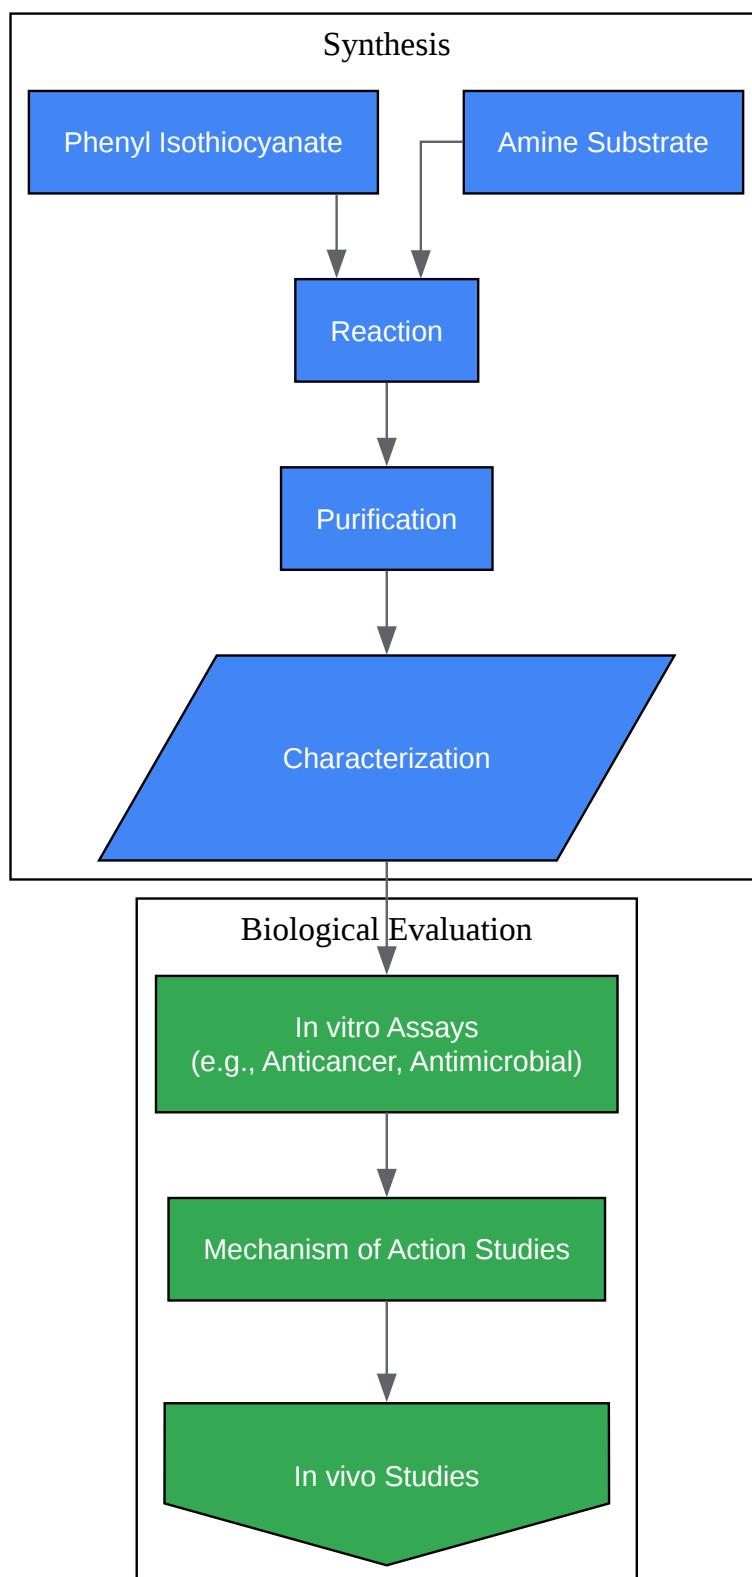 Synthesis
Phenyl Isothiocyanate
Amine Substrate
Reaction
Purification
Characterization
Biological Evaluation
In vitro Assays
(e.g., Anticancer, Antimicrobial)
Mechanism of Action Studies
In vivo Studies